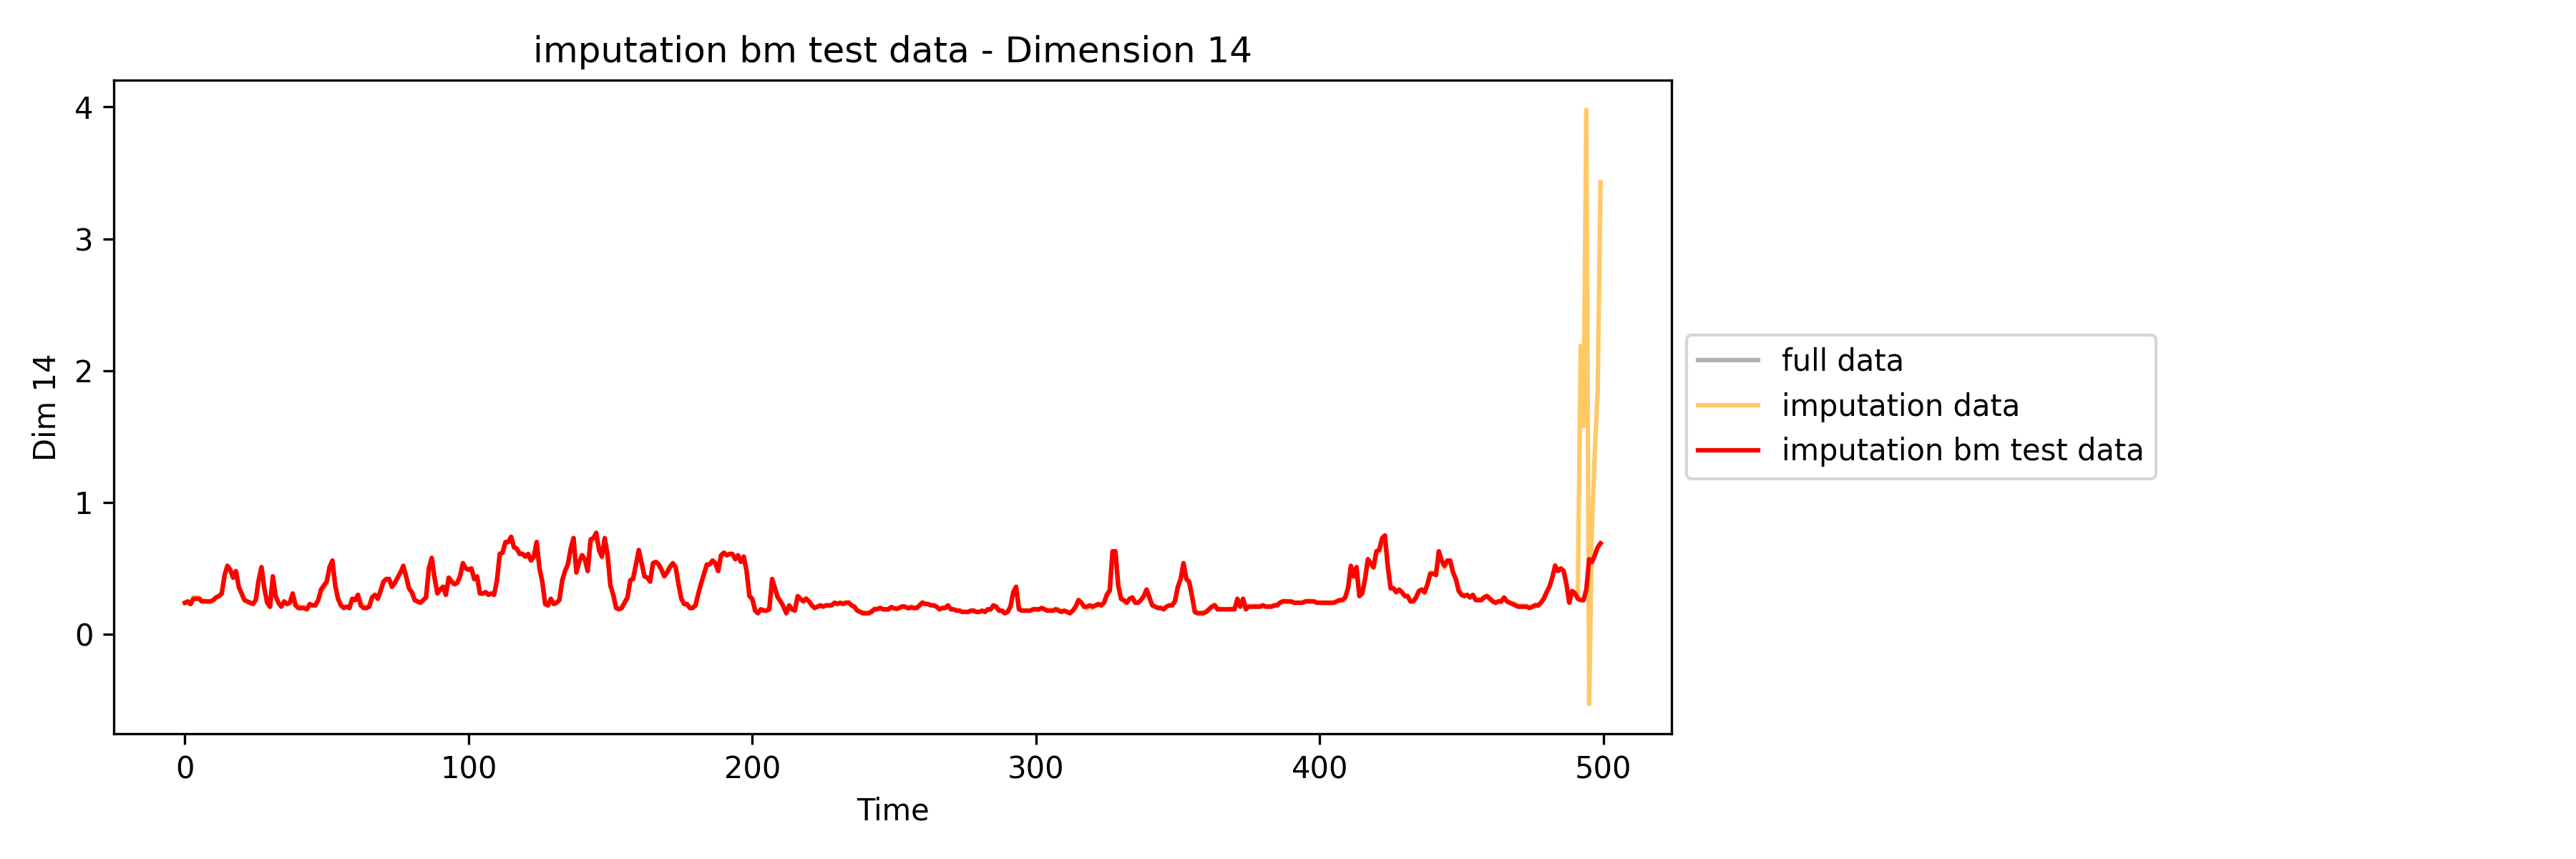 imputation bm test data - Dimension 14
4
3
2
1
0
Dim 14
0 100 200 300 400 500
Time
full data
imputation data
imputation bm test data